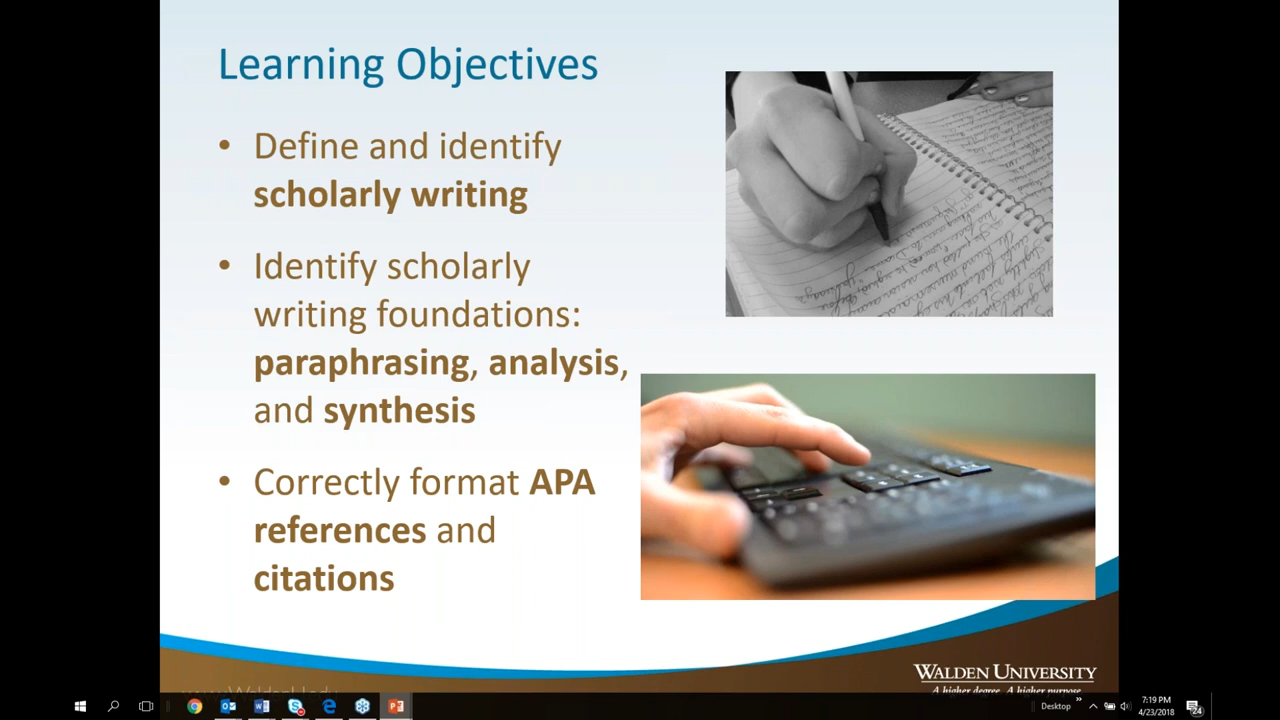 Learning Objectives
• Define and identify
scholarly writing
• Identify scholarly
writing foundations:
paraphrasing, analysis,
and synthesis
• Correctly format APA
references and
citations
WALDEN UNIVERSITY
A higher degree. A higher purpose.
Desktop
7:19 PM
4/23/2018
24